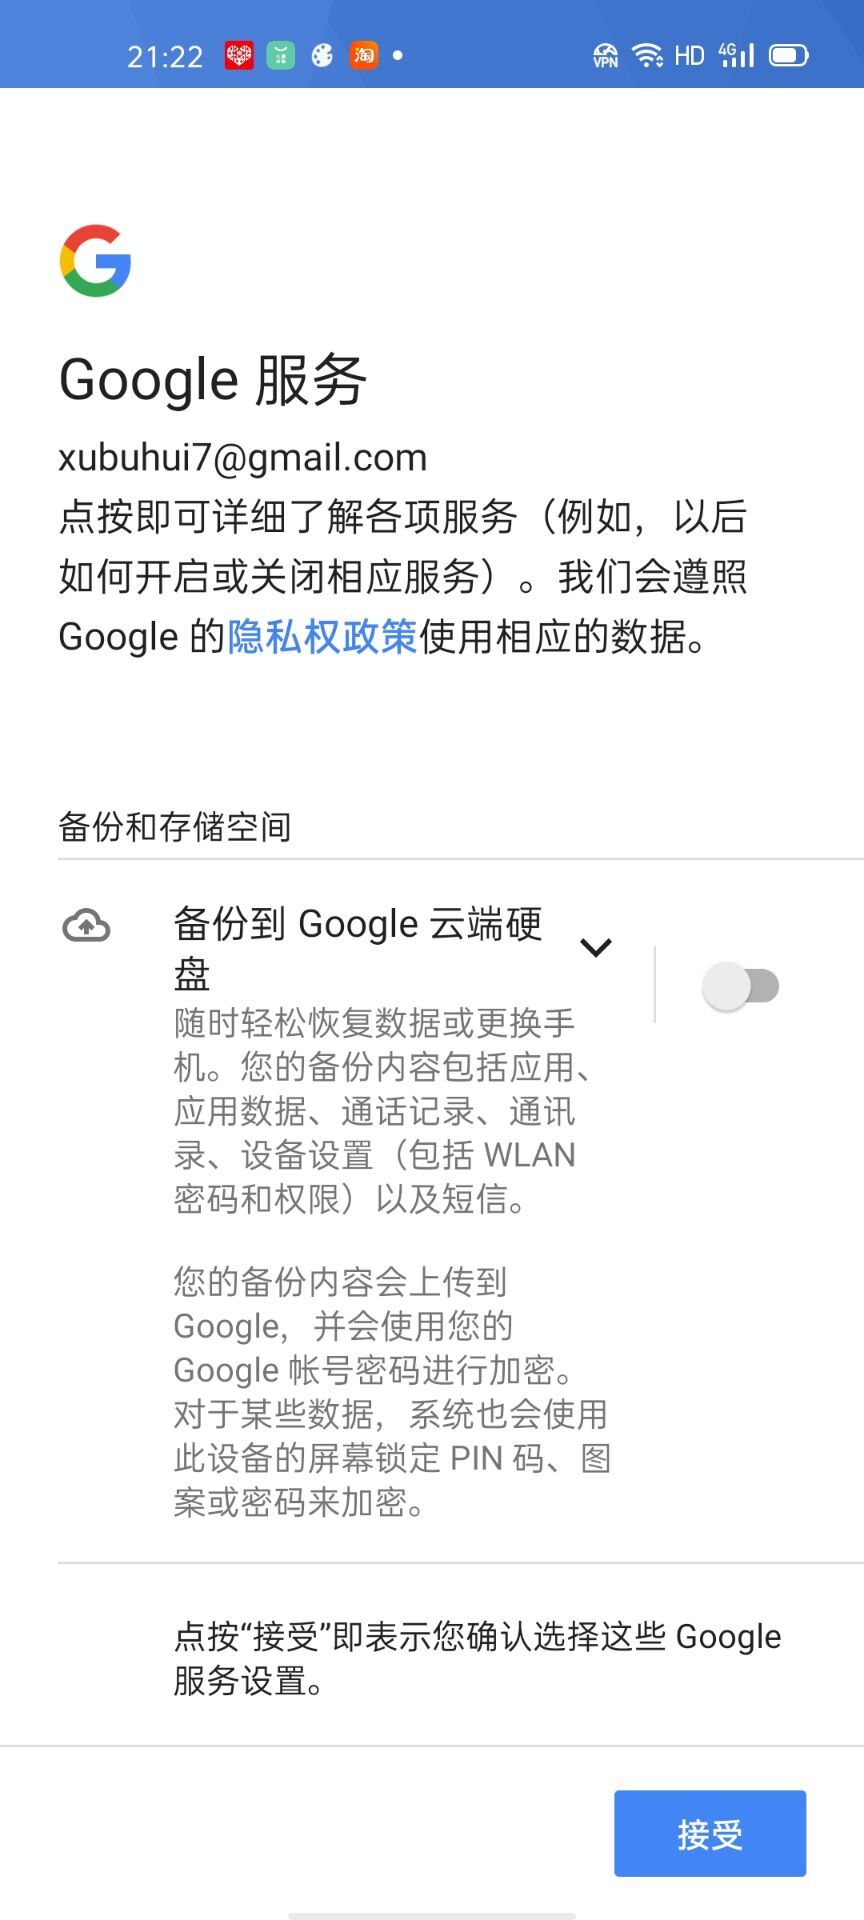 21:22 淘 VPN HD 4G
Google 服务
xubuhui7@gmail.com
点按即可详细了解各项服务（例如，以后
如何开启或关闭相应服务）。我们会遵照
Google 的隐私权政策使用相应的数据。
备份和存储空间
备份到 Google 云端硬
盘
随时轻松恢复数据或更换手
机。您的备份内容包括应用、
应用数据、通话记录、通讯
录、设备设置（包括 WLAN
密码和权限）以及短信。
您的备份内容会上传到
Google，并会使用您的
Google 帐号密码进行加密。
对于某些数据，系统也会使用
此设备的屏幕锁定 PIN 码、图
案或密码来加密。
点按“接受”即表示您确认选择这些 Google
服务设置。
接受